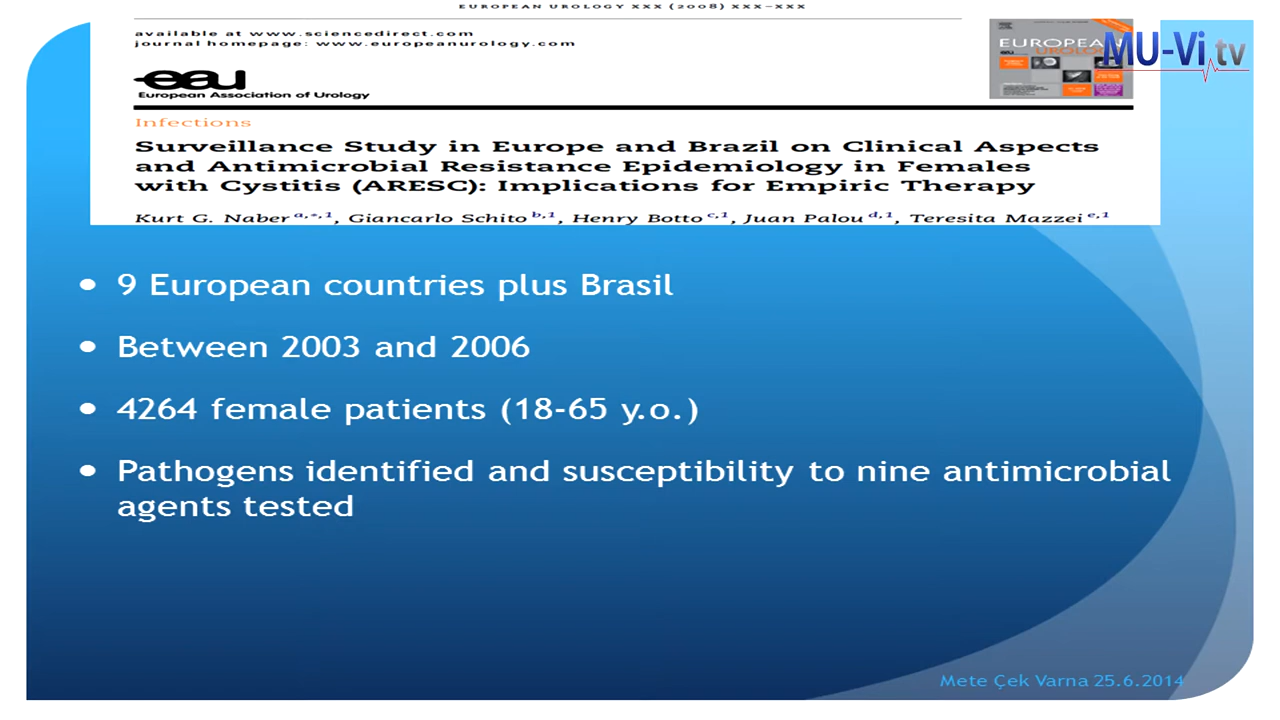 EUROPEAN UROLOGY XXX (2008) XXX–XXX
available at www.sciencedirect.com
journal homepage: www.europeanurology.com
eau
European Association of Urology
EUROPEAN
UROLOGY
MU-Vi.tv
Infections
Surveillance Study in Europe and Brazil on Clinical Aspects
and Antimicrobial Resistance Epidemiology in Females
with Cystitis (ARESC): Implications for Empiric Therapy
Kurt G. Naber a,*,1, Giancarlo Schito b,1, Henry Botto c,1, Juan Palou d,1, Teresita Mazzei e,1
• 9 European countries plus Brasil
• Between 2003 and 2006
• 4264 female patients (18-65 y.o.)
• Pathogens identified and susceptibility to nine antimicrobial
agents tested
Mete Çek Varna 25.6.2014